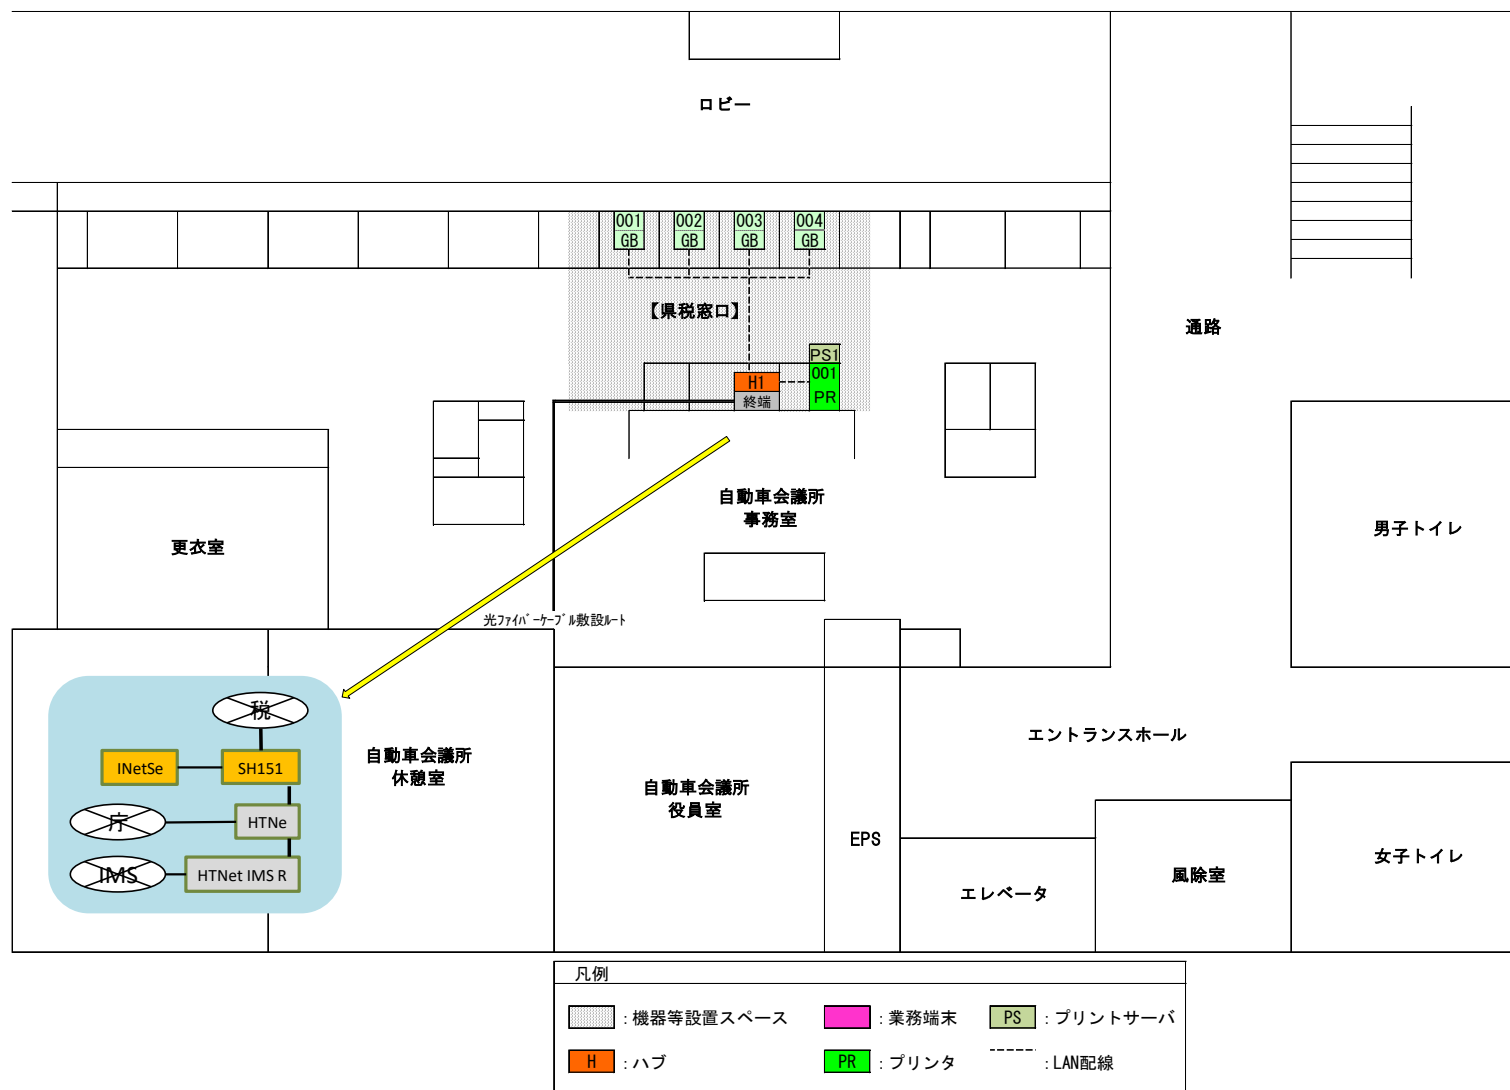 ロビー
001
GB
002
GB
003
GB
004
GB
【県税窓口】
通路
PS1
001
PR
H1
終端
自動車会議所
事務室
更衣室
男子トイレ
光ファイバーケーブル敷設ルート
税
INetSe
SH151
庁
HTNe
IMS
HTNet IMS R
自動車会議所
休憩室
自動車会議所
役員室
EPS
エントランスホール
エレベータ
風除室
女子トイレ
凡例
：機器等設置スペース
：業務端末
PS ：プリントサーバ
H ：ハブ
PR ：プリンタ
：LAN配線